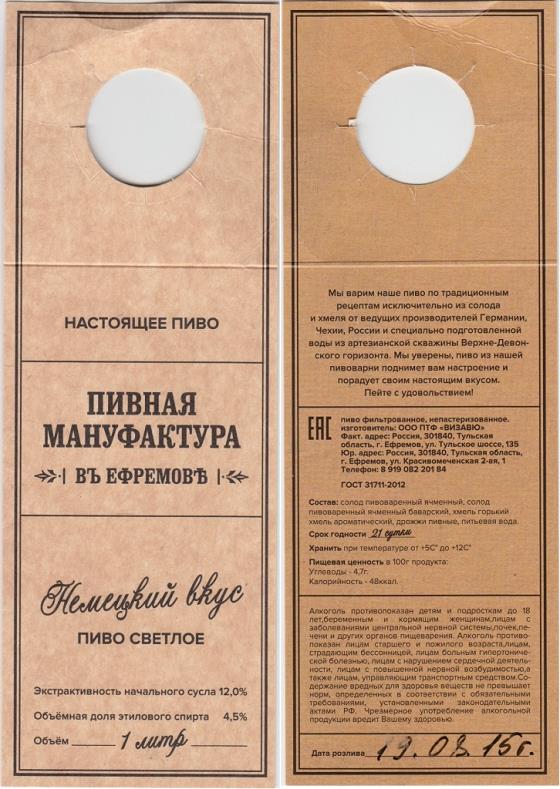 НАСТОЯЩЕЕ ПИВО
ПИВНАЯ
МАНУФАКТУРА
ВЪ ЕФРЕМОВѢ
Немецкий вкус
ПИВО СВЕТЛОЕ
Экстрактивность начального сусла 12,0%
Объёмная доля этилового спирта 4,5%
Объём 1 литр
Мы варим наше пиво по традиционным
рецептам исключительно из солода
и хмеля от ведущих производителей Германии,
Чехии, России и специально подготовленной
воды из артезианской скважины Верхне-Девон-
ского горизонта. Мы уверены, пиво из нашей
пивоварни поднимет вам настроение и
порадует своим настоящим вкусом.
Пейте с удовольствием!
EAC
пиво фильтрованное, непастеризованное.
изготовитель: ООО ПТФ «ВИЗАВЮ»
Факт. адрес: Россия, 301840, Тульская
область, г. Ефремов, ул. Тульское шоссе, 135
Юр. адрес: Россия, 301840, Тульская область,
г. Ефремов, ул. Красивомеченская 2-ая, 1
Телефон: 8 919 082 201 84
ГОСТ 31711-2012
Состав: солод пивоваренный ячменный, солод
пивоваренный ячменный баварский, хмель горький
хмель ароматический, дрожжи пивные, питьевая вода.
Срок годности 21 сутки
Хранить при температуре от +5С° до +12С°
Пищевая ценность в 100г продукта:
Углеводы - 4,7г.
Калорийность - 48ккал.
Алкоголь противопоказан детям и подросткам до 18
лет,беременным и кормящим женщинам,лицам с
заболеваниями центральной нервной системы,почек,пе-
чени и других органов пищеварения. Алкоголь противо-
показан лицам старшего и пожилого возраста,лицам,
страдающим бессонницей, лицам больным гипертониче-
ской болезнью, лицам с нарушением сердечной деятель-
ности, лицам с повышенной нервной возбудимостью,а
также лицам, управляющим транспортным средством.Со-
держание вредных для здоровья веществ не превышает
норм, определенных в соответствии с обязательными
требованиями, установленными законодательными
актами РФ. Чрезмерное употребление алкогольной
продукции вредит Вашему здоровью.
Дата розлива 19.08.15г.